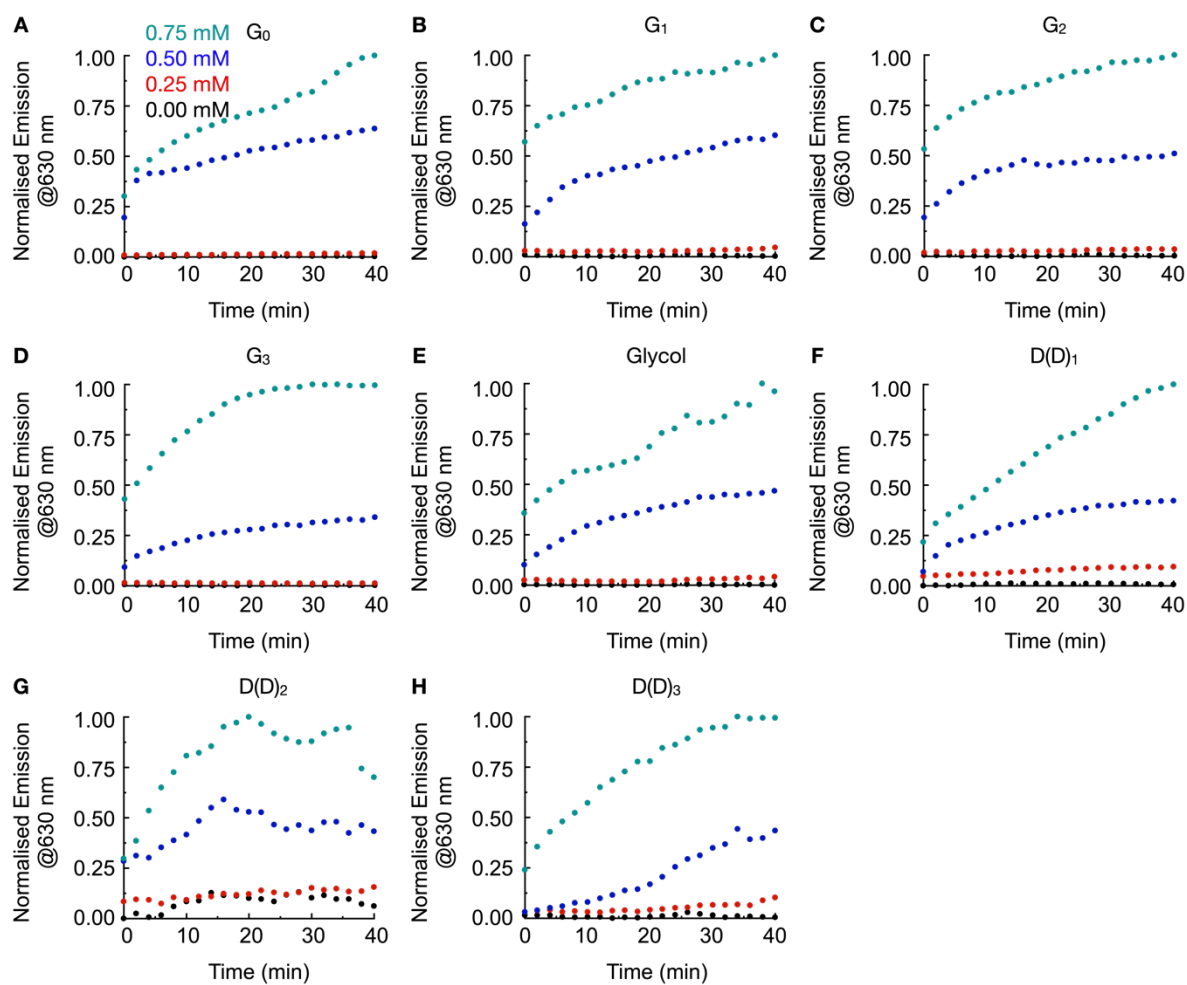 A
G₀
0.75 mM
0.50 mM
0.25 mM
0.00 mM
Normalised Emission
@630 nm
1.00
0.75
0.50
0.25
0.00
0 10 20 30 40
Time (min)
B
G₁
Normalised Emission
@630 nm
1.00
0.75
0.50
0.25
0.00
0 10 20 30 40
Time (min)
C
G₂
Normalised Emission
@630 nm
1.00
0.75
0.50
0.25
0.00
0 10 20 30 40
Time (min)
D
G₃
Normalised Emission
@630 nm
1.00
0.75
0.50
0.25
0.00
0 10 20 30 40
Time (min)
E
Glycol
Normalised Emission
@630 nm
1.00
0.75
0.50
0.25
0.00
0 10 20 30 40
Time (min)
F
D(D)₁
Normalised Emission
@630 nm
1.00
0.75
0.50
0.25
0.00
0 10 20 30 40
Time (min)
G
D(D)₂
Normalised Emission
@630 nm
1.00
0.75
0.50
0.25
0.00
0 10 20 30 40
Time (min)
H
D(D)₃
Normalised Emission
@630 nm
1.00
0.75
0.50
0.25
0.00
0 10 20 30 40
Time (min)